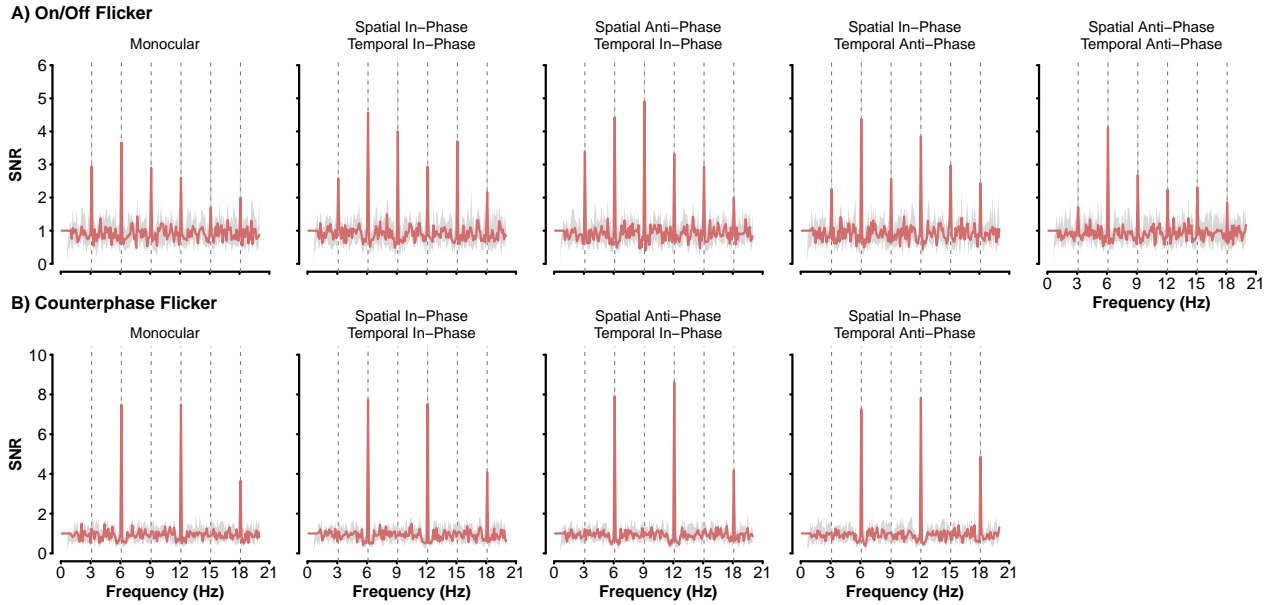 A) On/Off Flicker
Monocular
Spatial In−Phase
Temporal In−Phase
Spatial Anti−Phase
Temporal In−Phase
Spatial In−Phase
Temporal Anti−Phase
Spatial Anti−Phase
Temporal Anti−Phase
SNR
6
5
4
3
2
1
0
0 3 6 9 12 15 18 21
Frequency (Hz)
B) Counterphase Flicker
Monocular
Spatial In−Phase
Temporal In−Phase
Spatial Anti−Phase
Temporal In−Phase
Spatial In−Phase
Temporal Anti−Phase
SNR
10
8
6
4
2
0
0 3 6 9 12 15 18 21
Frequency (Hz)
0 3 6 9 12 15 18 21
Frequency (Hz)
0 3 6 9 12 15 18 21
Frequency (Hz)
0 3 6 9 12 15 18 21
Frequency (Hz)